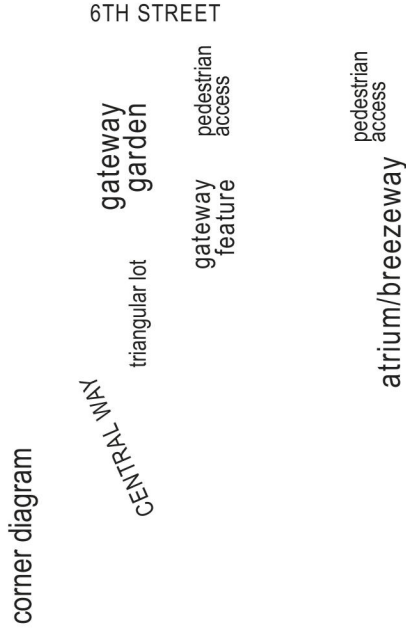 6TH STREET
gateway
garden
pedestrian
access
pedestrian
access
gateway
feature
atrium/breezeway
triangular lot
CENTRAL WAY
corner diagram